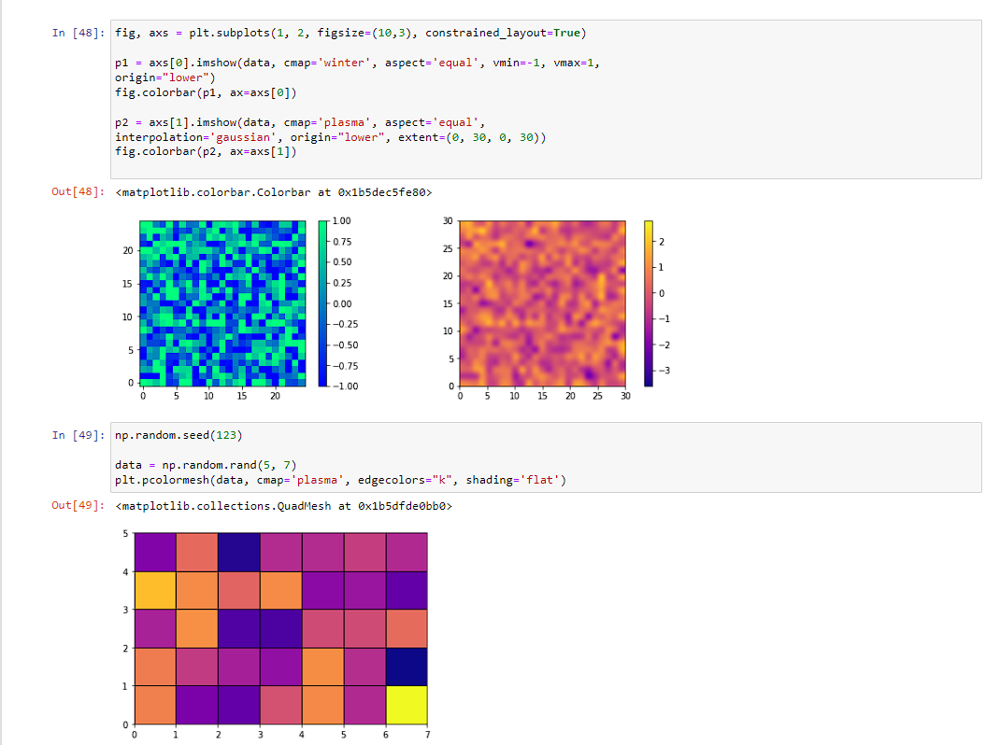 In [48]: fig, axs = plt.subplots(1, 2, figsize=(10,3), constrained_layout=True)
p1 = axs[0].imshow(data, cmap='winter', aspect='equal', vmin=-1, vmax=1,
origin="lower")
fig.colorbar(p1, ax=axs[0])
p2 = axs[1].imshow(data, cmap='plasma', aspect='equal',
interpolation='gaussian', origin="lower", extent=(0, 30, 0, 30))
fig.colorbar(p2, ax=axs[1])
Out[48]: <matplotlib.colorbar.Colorbar at 0x1b5dec5fe80>
20
15
10
5
0
0 5 10 15 20
1.00
0.75
0.50
0.25
0.00
−0.25
−0.50
−0.75
−1.00
30
25
20
15
10
5
0
0 5 10 15 20 25 30
2
1
0
−1
−2
−3
In [49]: np.random.seed(123)
data = np.random.rand(5, 7)
plt.pcolormesh(data, cmap='plasma', edgecolors="k", shading='flat')
Out[49]: <matplotlib.collections.QuadMesh at 0x1b5dfde0bb0>
5
4
3
2
1
0
0 1 2 3 4 5 6 7